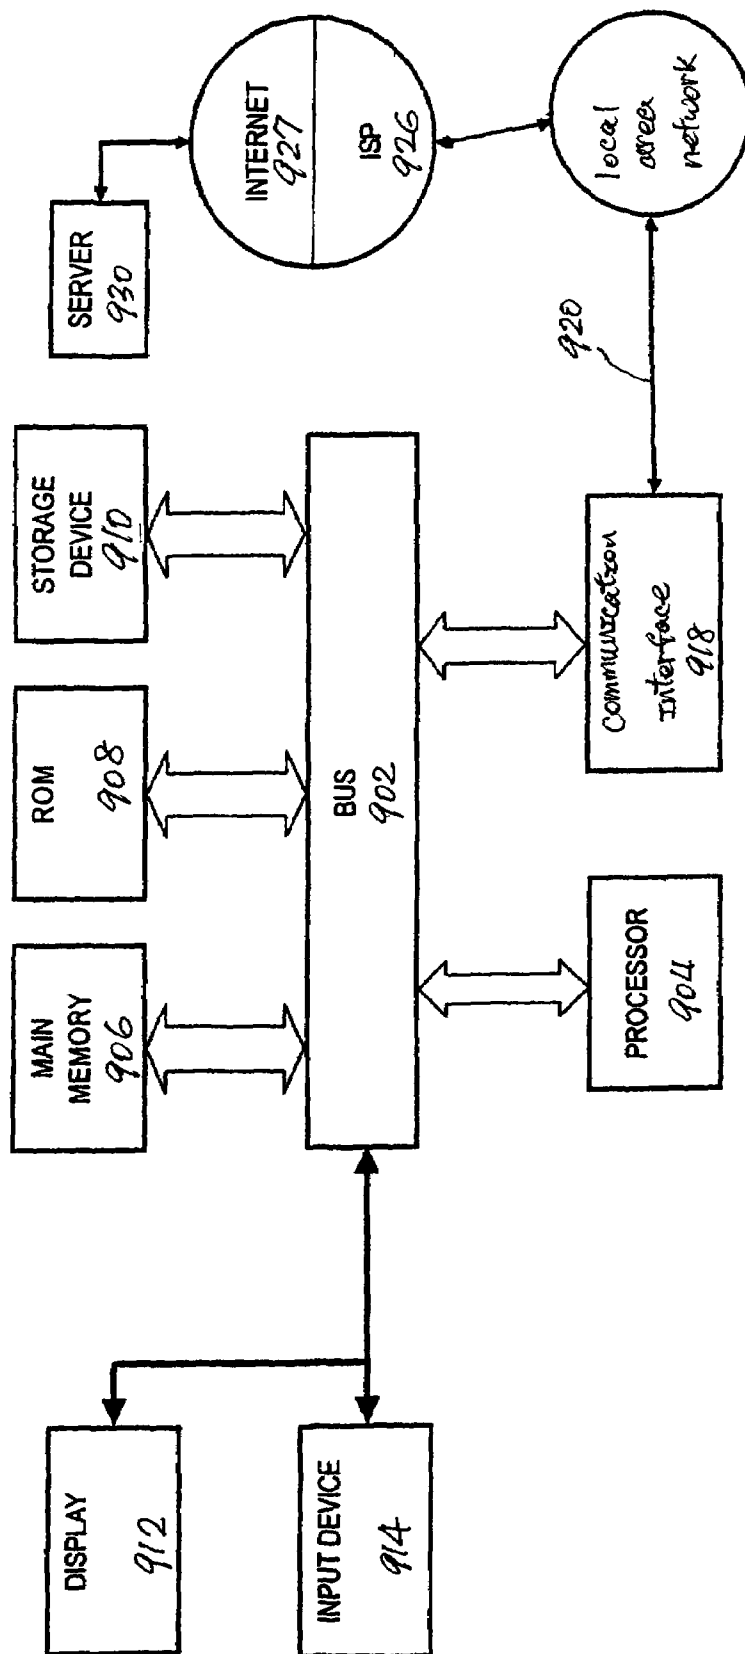 MAIN
MEMORY
906
ROM
908
STORAGE
DEVICE
910
SERVER
930
INTERNET
927
ISP
926
DISPLAY
912
INPUT DEVICE
914
BUS
902
PROCESSOR
904
Communication
interface
918
920
local
area
network